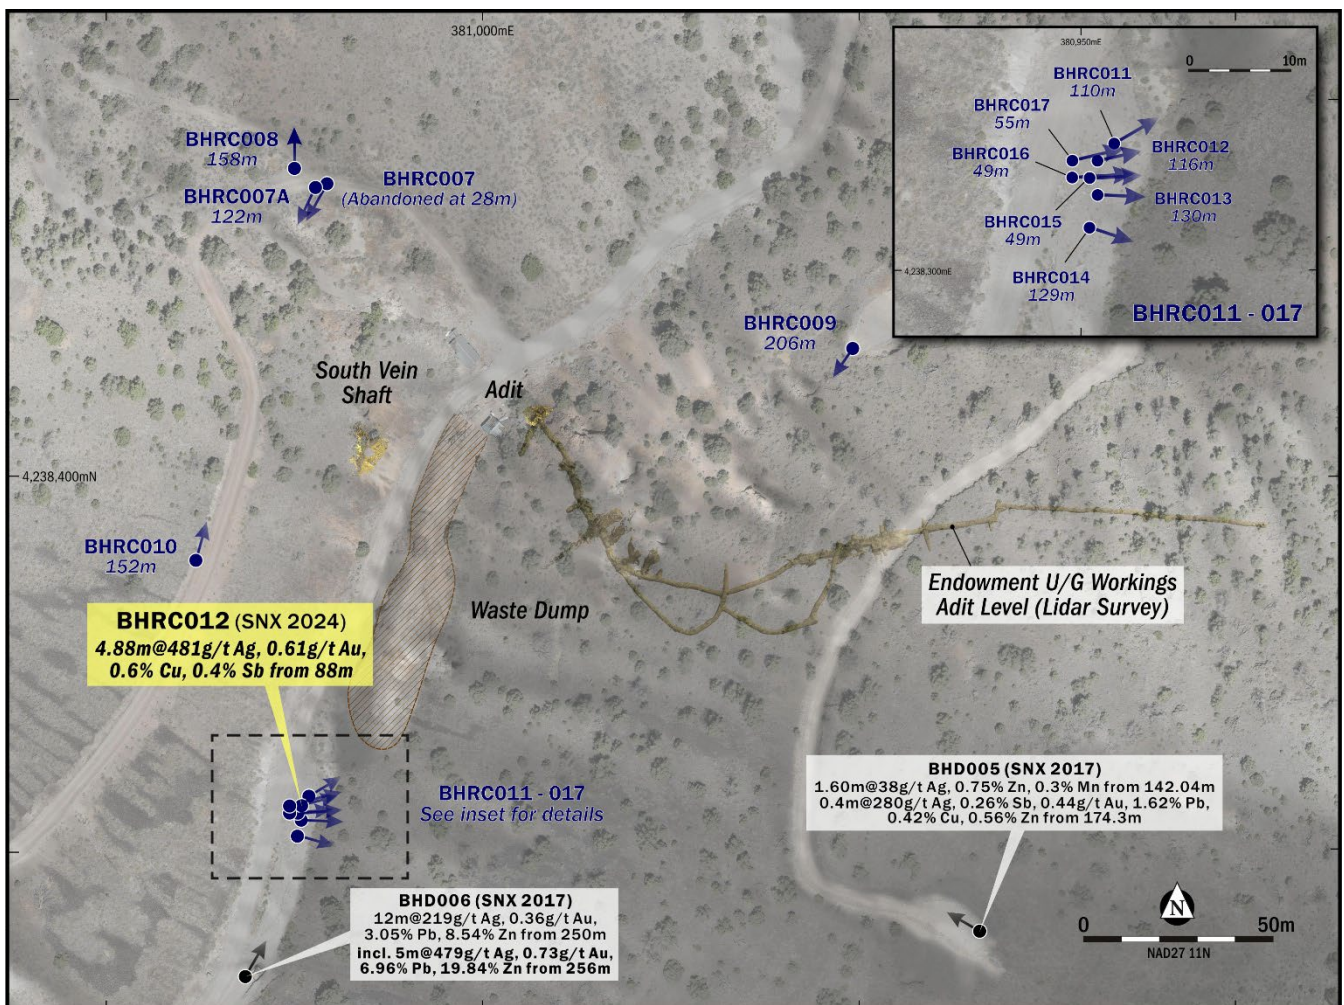 381,000mE
BHRC008
158m
BHRC007A
122m
BHRC007
(Abandoned at 28m)
BHRC009
206m
South Vein
Shaft
Adit
4,238,400mN
BHRC010
152m
Waste Dump
Endowment U/G Workings
Adit Level (Lidar Survey)
BHRC012 (SNX 2024)
4.88m@481g/t Ag, 0.61g/t Au,
0.6% Cu, 0.4% Sb from 88m
BHRC011 - 017
See inset for details
BHD005 (SNX 2017)
1.60m@38g/t Ag, 0.75% Zn, 0.3% Mn from 142.04m
0.4m@280g/t Ag, 0.26% Sb, 0.44g/t Au, 1.62% Pb,
0.42% Cu, 0.56% Zn from 174.3m
BHD006 (SNX 2017)
12m@219g/t Ag, 0.36g/t Au,
3.05% Pb, 8.54% Zn from 250m
incl. 5m@479g/t Ag, 0.73g/t Au,
6.96% Pb, 19.84% Zn from 256m
N
0 50m
NAD27 11N
380,950mE
0 10m
BHRC011
110m
BHRC017
55m
BHRC016
49m
BHRC012
116m
BHRC013
130m
BHRC015
49m
BHRC014
129m
4,238,300mE
BHRC011 - 017